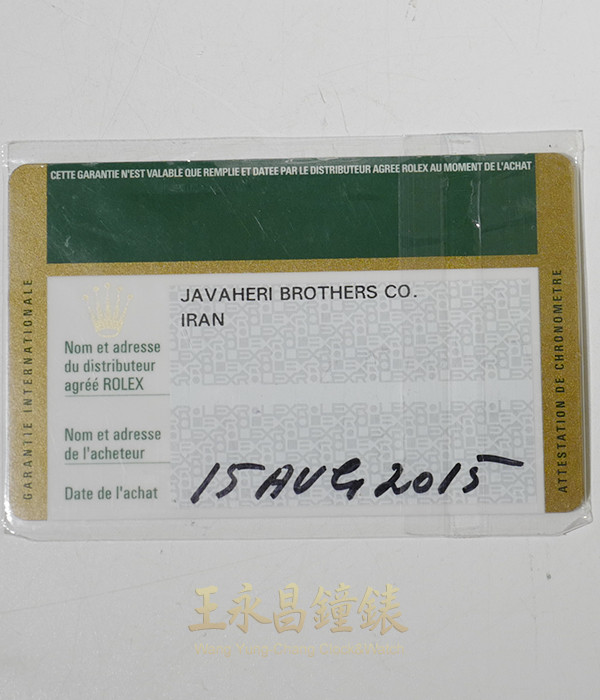 CETTE GARANTIE N'EST VALABLE QUE REMPLIE ET DATEE PAR LE DISTRIBUTEUR AGREE ROLEX AU MOMENT DE L'ACHAT
GARANTIE INTERNATIONALE
JAVAHERI BROTHERS CO.
IRAN
Nom et adresse
du distributeur
agréé ROLEX
Nom et adresse
de l'acheteur
Date de l'achat
15 AUG 2015
ATTESTATION DE CHRONOMETRE
王永昌鐘錶